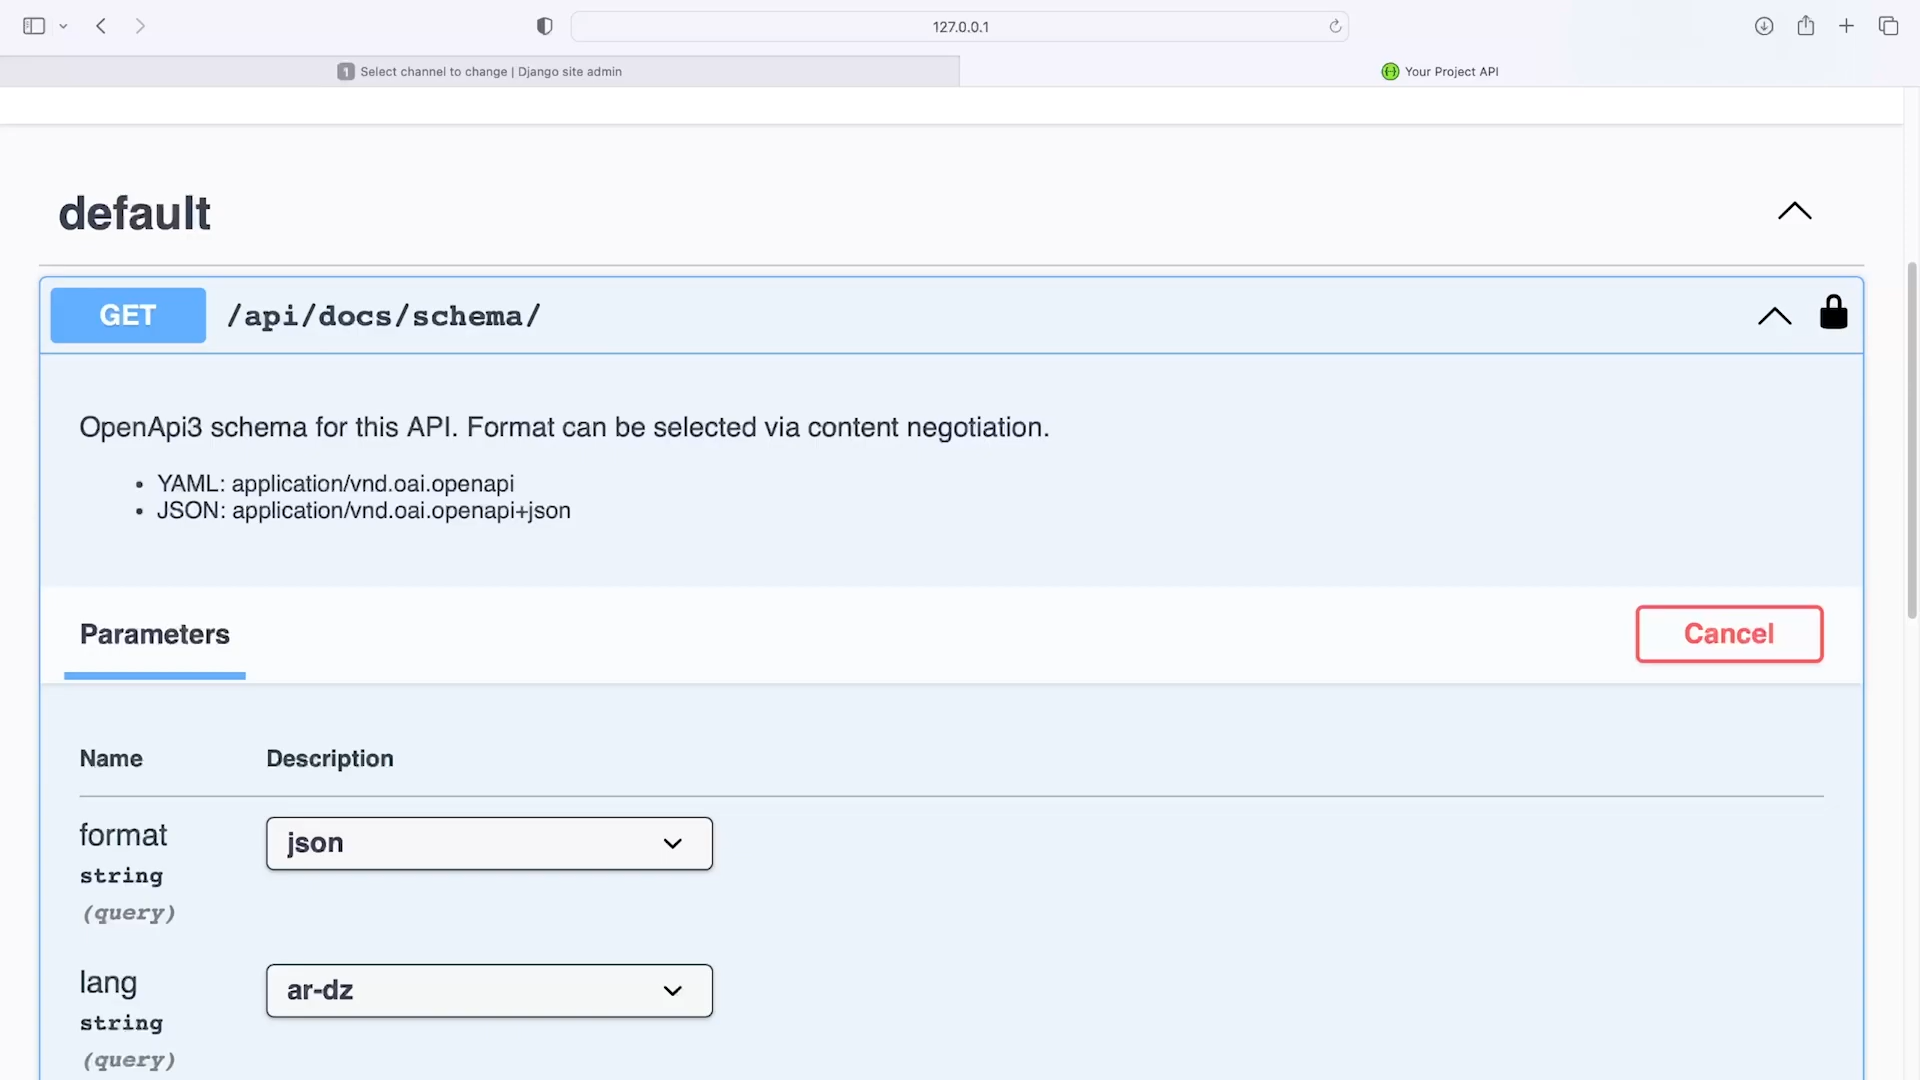 127.0.0.1
1 Select channel to change | Django site admin
Your Project API
default
GET /api/docs/schema/
OpenApi3 schema for this API. Format can be selected via content negotiation.
• YAML: application/vnd.oai.openapi
• JSON: application/vnd.oai.openapi+json
Parameters
Cancel
Name Description
format
json
string
(query)
lang
ar-dz
string
(query)